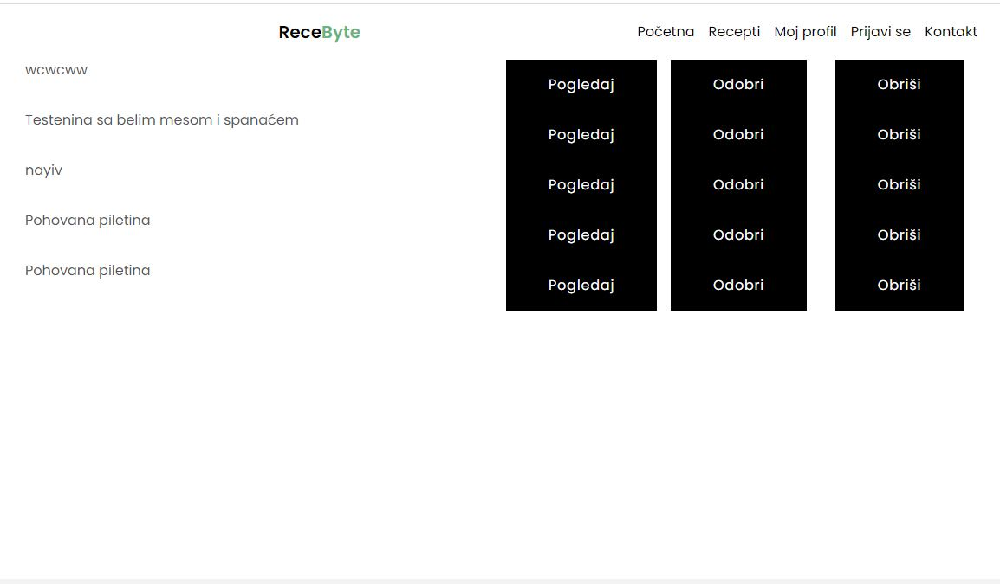 ReceByte Početna Recepti Moj profil Prijavi se Kontakt
wcwcww Pogledaj Odobri Obriši
Testenina sa belim mesom i spanaćem Pogledaj Odobri Obriši
nayiv Pogledaj Odobri Obriši
Pohovana piletina Pogledaj Odobri Obriši
Pohovana piletina Pogledaj Odobri Obriši